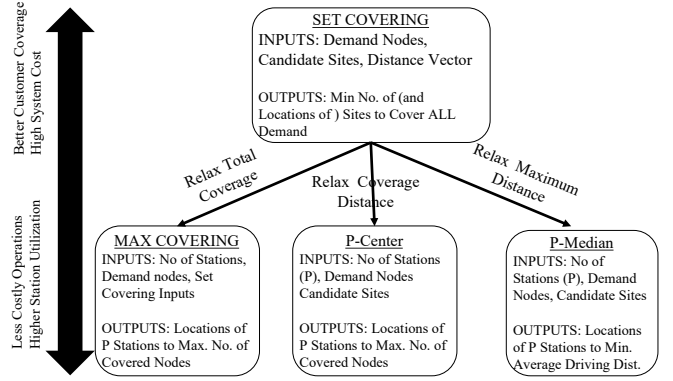 SET COVERING
INPUTS: Demand Nodes,
Candidate Sites, Distance Vector
OUTPUTS: Min No. of (and
Locations of ) Sites to Cover ALL
Demand
Better Customer Coverage
High System Cost
Less Costly Operations
Higher Station Utilization
Relax Total
Coverage
Relax Coverage
Distance
Relax Maximum
Distance
MAX COVERING
INPUTS: No of Stations,
Demand nodes, Set
Covering Inputs
OUTPUTS: Locations of
P Stations to Max. No. of
Covered Nodes
P-Center
INPUTS: No of Stations
(P), Demand Nodes
Candidate Sites
OUTPUTS: Locations of
P Stations to Max. No. of
Covered Nodes
P-Median
INPUTS: No of
Stations (P), Demand
Nodes, Candidate Sites
OUTPUTS: Locations
of P Stations to Min.
Average Driving Dist.